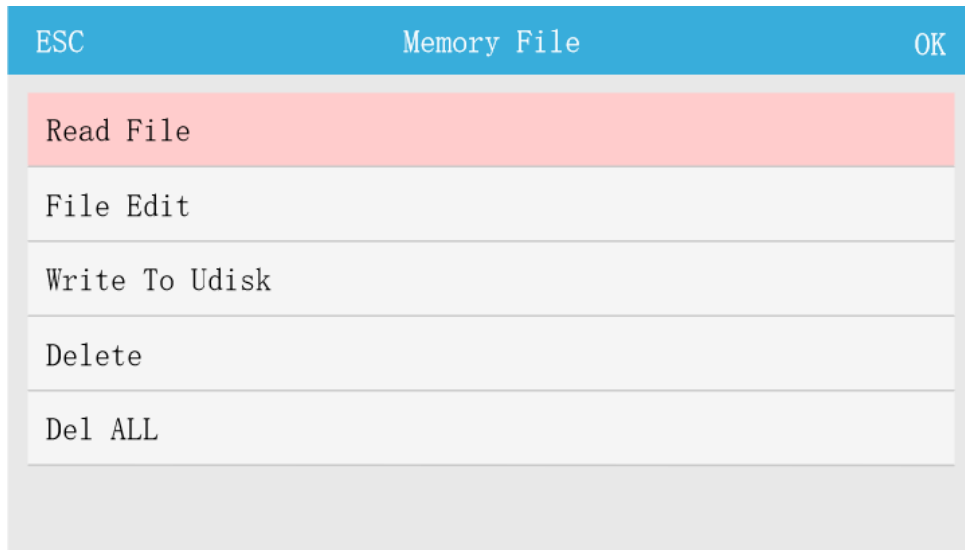 ESC Memory File OK
Read File
File Edit
Write To Udisk
Delete
Del ALL